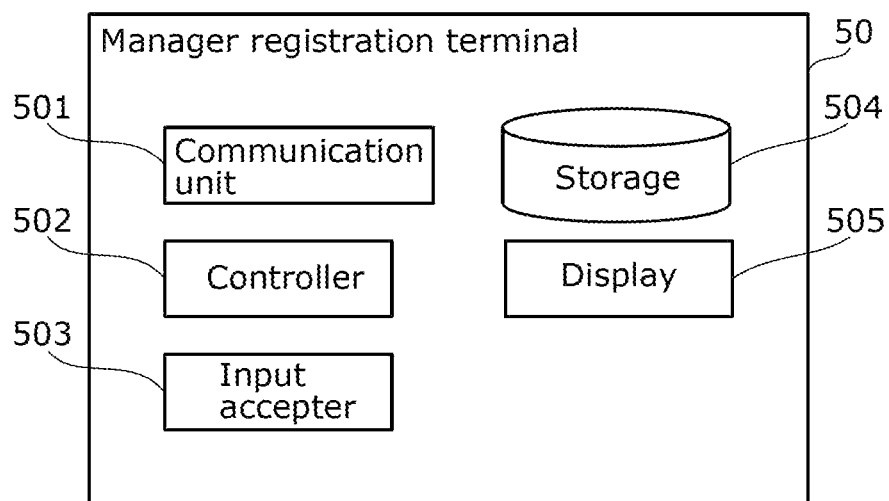 Manager registration terminal
50
501
Communication
unit
504
Storage
502
Controller
505
Display
503
Input
accepter